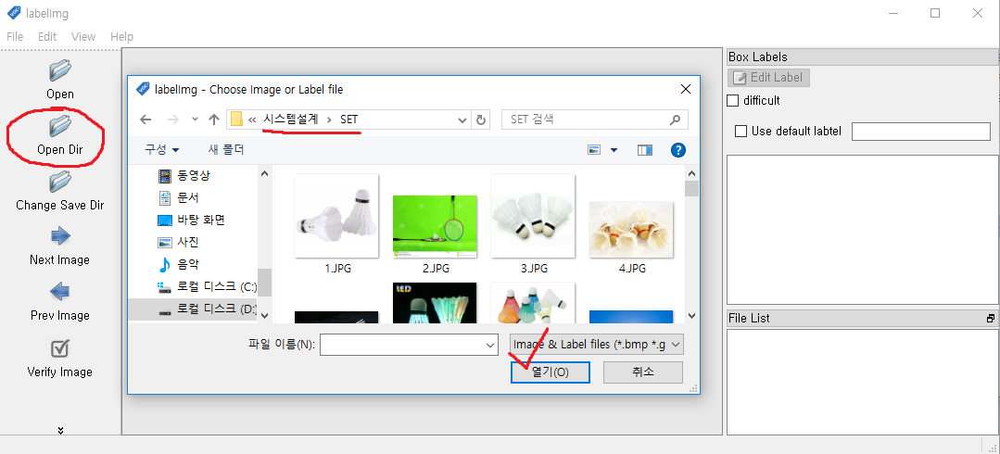 labelImg
File Edit View Help
Open
Open Dir
Change Save Dir
Next Image
Prev Image
Verify Image
labelImg - Choose Image or Label file
« 시스템설계 › SET
SET 검색
구성
새 폴더
동영상
문서
바탕 화면
사진
음악
로컬 디스크 (C:)
로컬 디스크 (D:)
1.JPG
2.JPG
3.JPG
4.JPG
LED
파일 이름(N):
Image & Label files (*.bmp *.g
열기(O)
취소
Box Labels
Edit Label
difficult
Use default labtel
File List